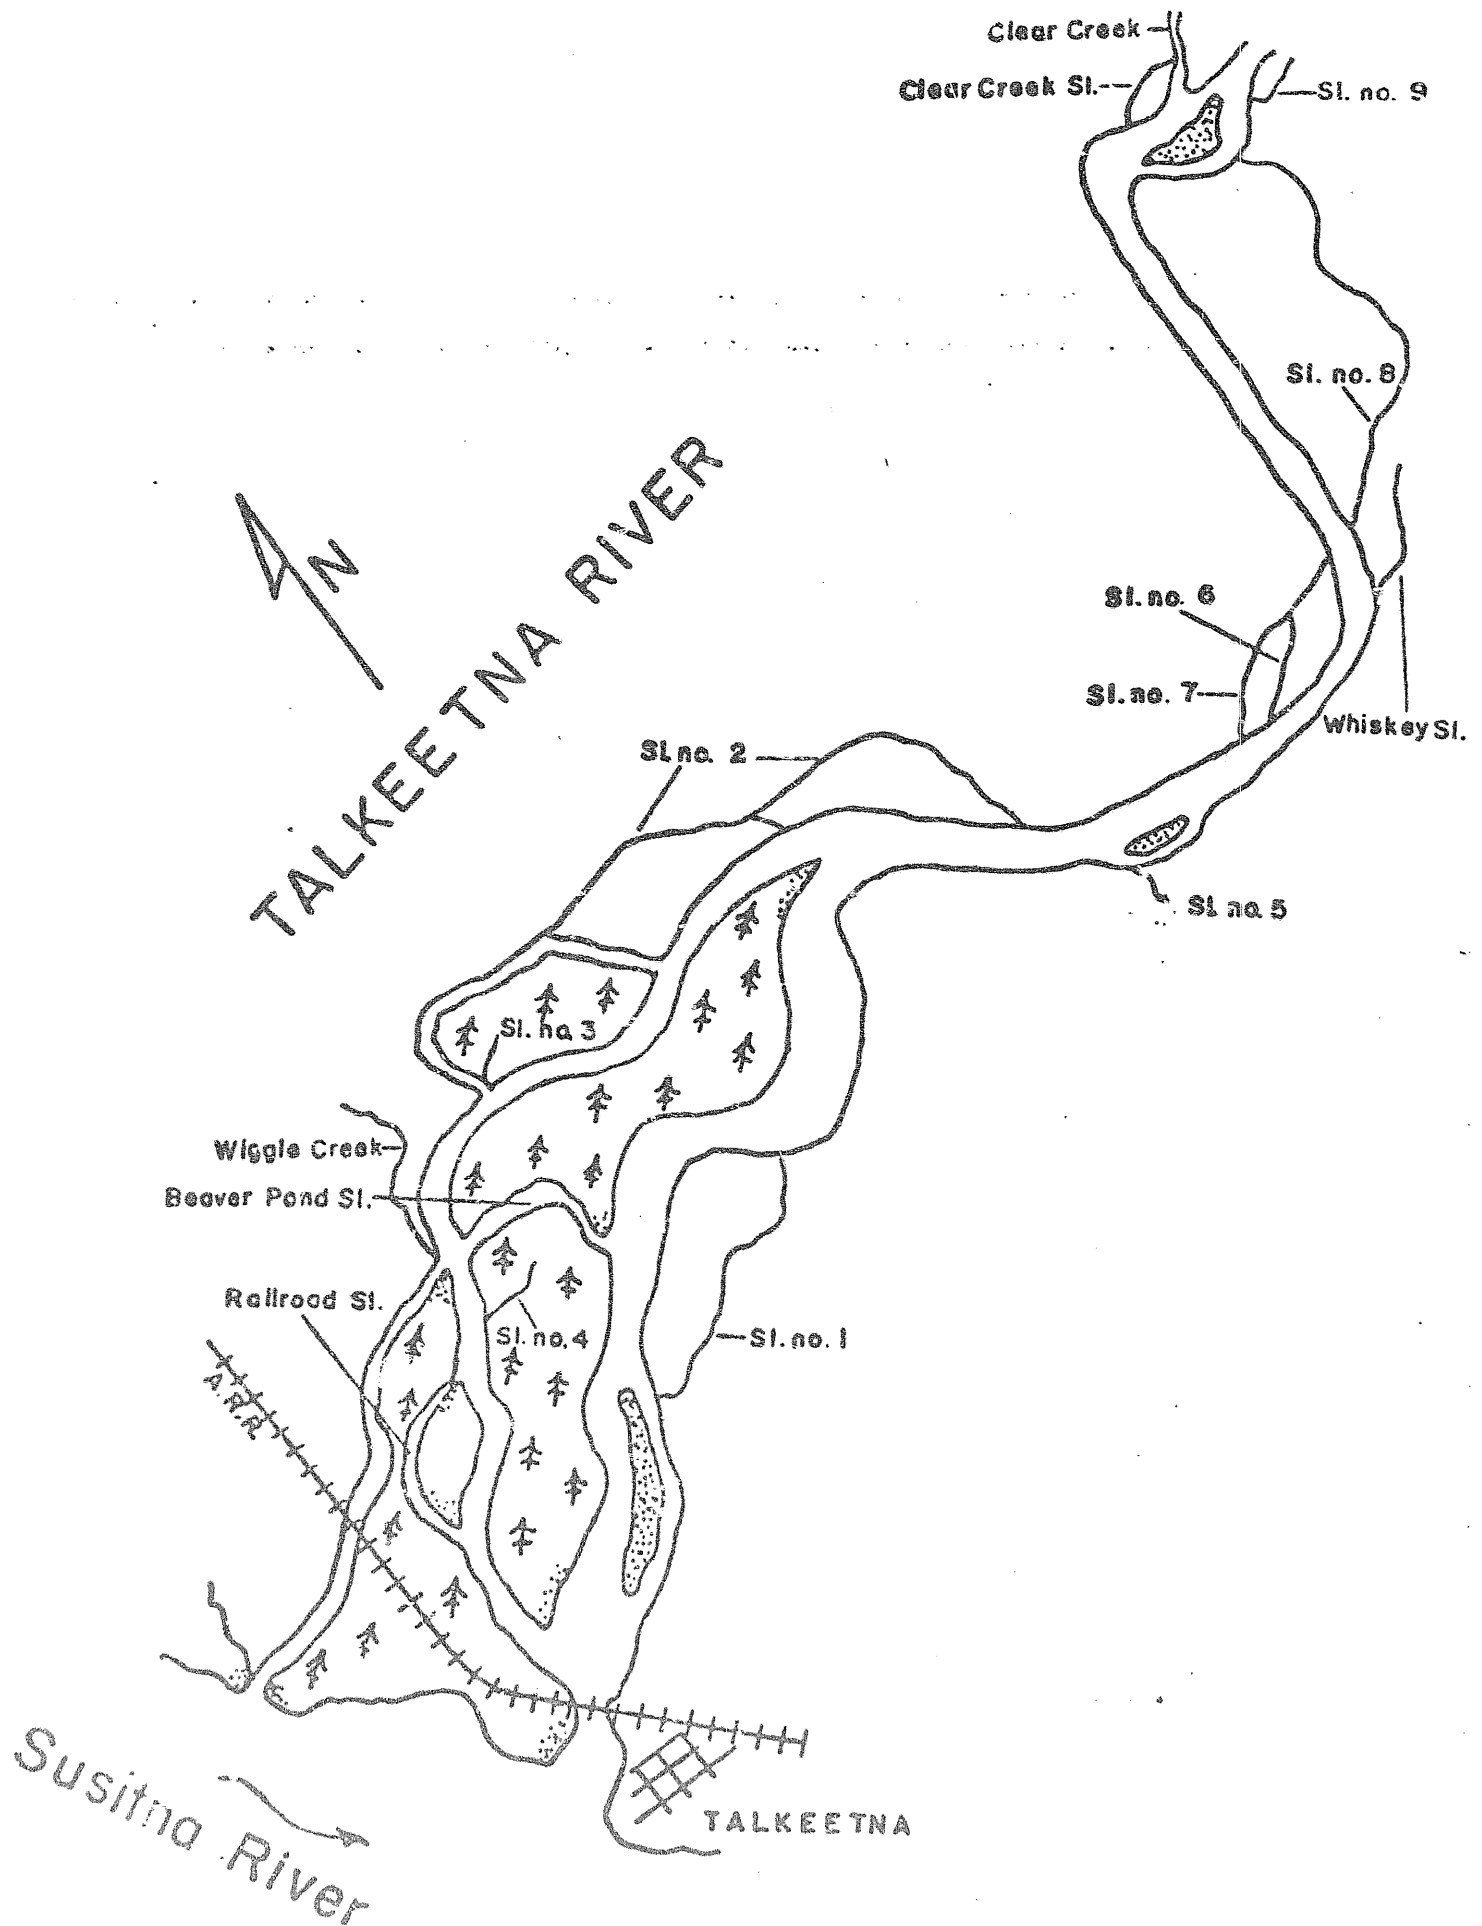 Clear Creek
Clear Creek Sl.
Sl. no. 9
Sl. no. 8
TALKEETNA RIVER
N
Sl. no. 6
Sl. no. 7
Whiskey Sl.
Sl. no. 2
Sl. no. 5
Sl. no. 3
Wiggle Creek
Beaver Pond Sl.
Railroad Sl.
Sl. no. 4
Sl. no. 1
A.R.R.
Susitna River
TALKEETNA